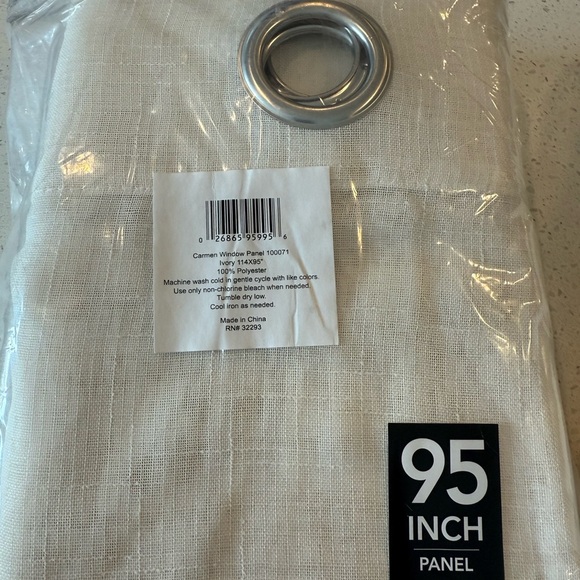 0 26865 95995 6
Carmen Window Panel 100071
Ivory 114X95"
100% Polyester
Machine wash cold in gentle cycle with like colors.
Use only non-chlorine bleach when needed.
Tumble dry low.
Cool iron as needed.
Made in China
RN# 32293
95
INCH
PANEL